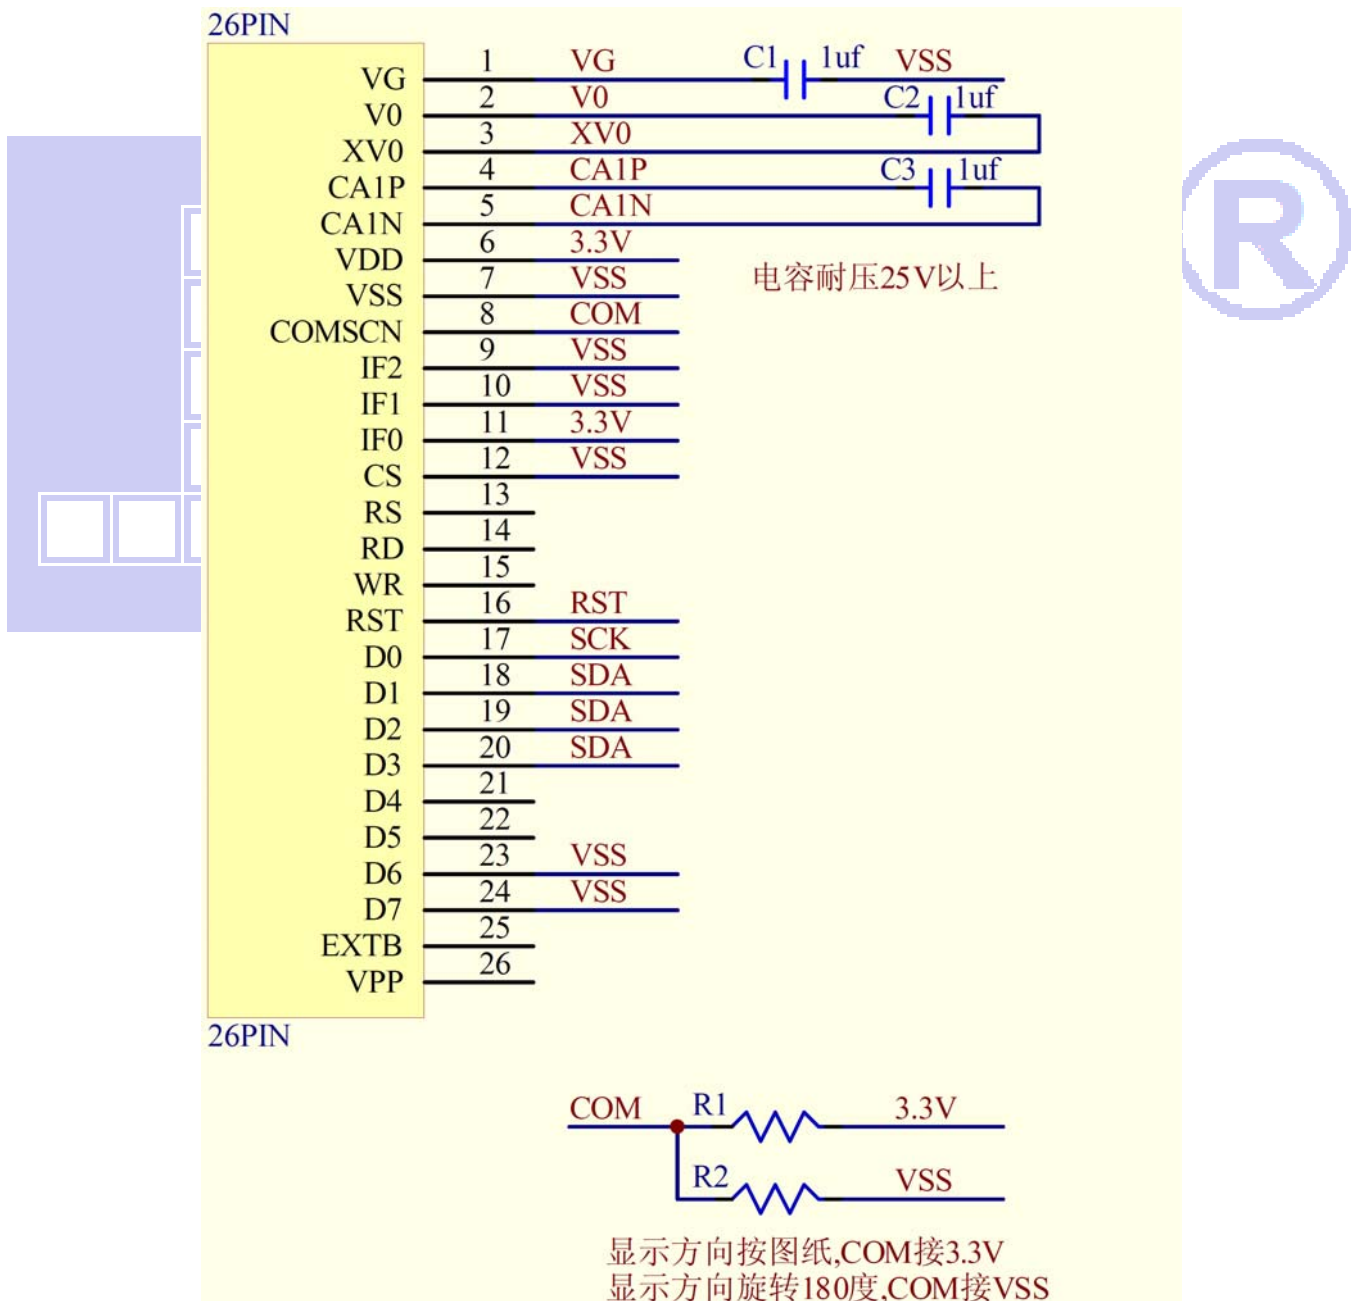 26PIN
VG 1 VG C1 1uf VSS
V0 2 V0 C2 1uf
XV0 3 XV0
CA1P 4 CA1P C3 1uf
CA1N 5 CA1N
VDD 6 3.3V
VSS 7 VSS 电容耐压25V以上
COMSCN 8 COM
IF2 9 VSS
IF1 10 VSS
IF0 11 3.3V
CS 12 VSS
RS 13
RD 14
WR 15
RST 16 RST
D0 17 SCK
D1 18 SDA
D2 19 SDA
D3 20 SDA
D4 21
D5 22
D6 23 VSS
D7 24 VSS
EXTB 25
VPP 26
26PIN
COM R1 3.3V
R2 VSS
显示方向按图纸,COM接3.3V
显示方向旋转180度,COM接VSS
®